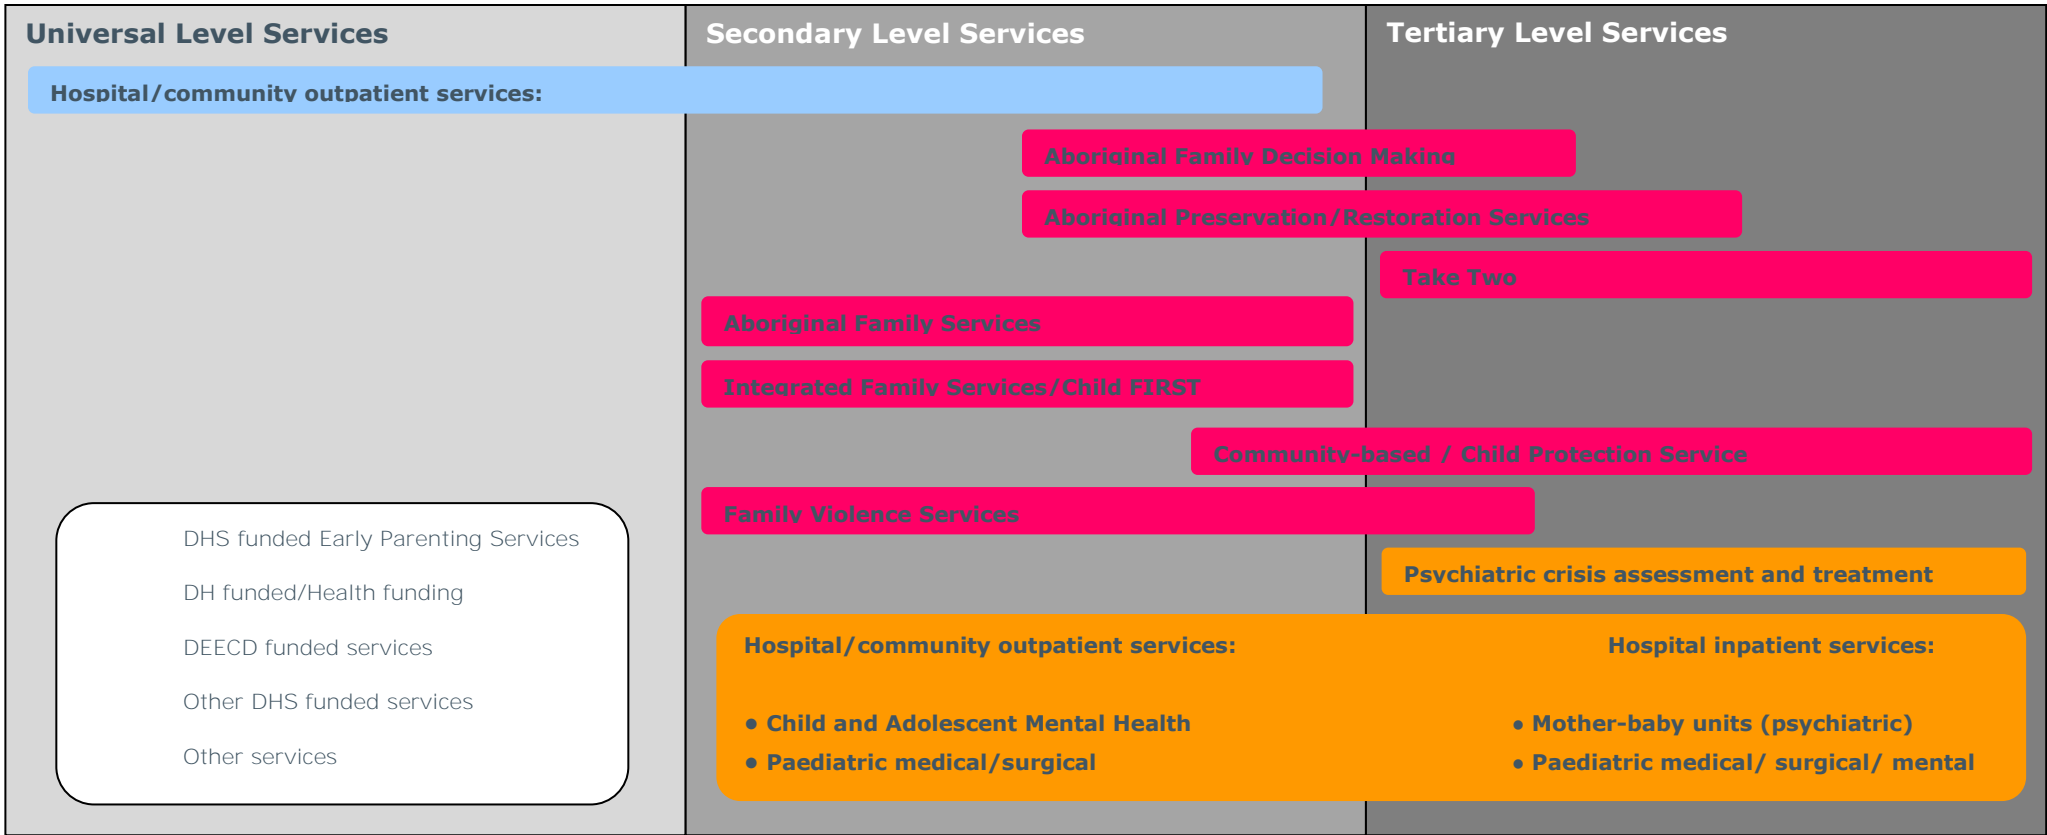 Universal Level Services
Secondary Level Services
Tertiary Level Services
Hospital/community outpatient services:
Aboriginal Family Decision Making
Aboriginal Preservation/Restoration Services
Take Two
Aboriginal Family Services
Integrated Family Services/Child FIRST
Community-based / Child Protection Service
Family Violence Services
DHS funded Early Parenting Services
DH funded/Health funding
DEECD funded services
Other DHS funded services
Other services
Psychiatric crisis assessment and treatment
Hospital/community outpatient services:
• Child and Adolescent Mental Health
• Paediatric medical/surgical
Hospital inpatient services:
• Mother-baby units (psychiatric)
• Paediatric medical/ surgical/ mental